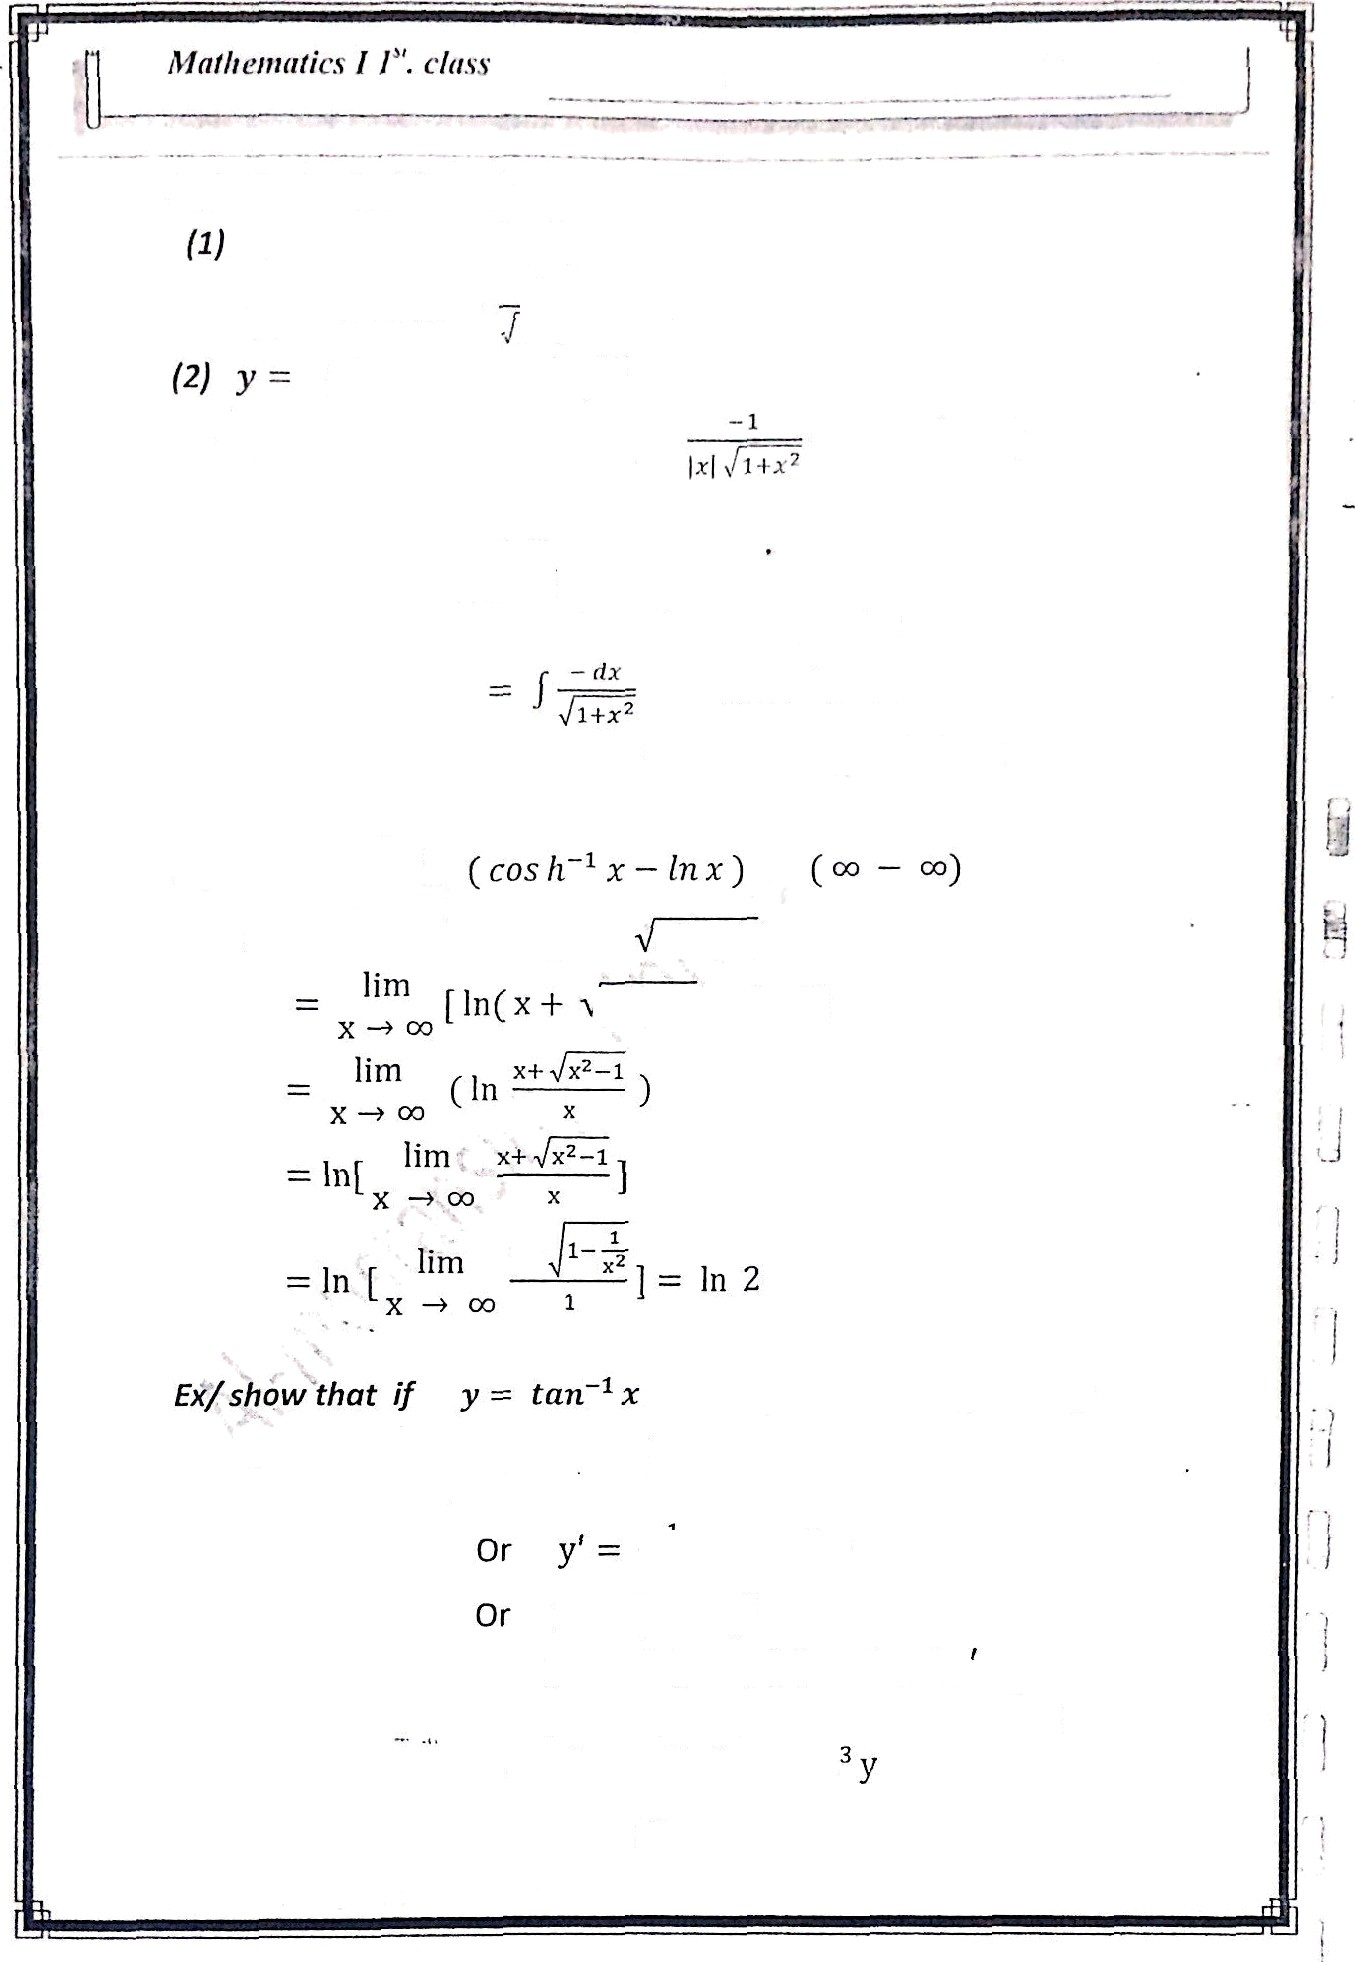 Mathematics I 1st. class
(1)
(2) y =
-1
|x| √1+x²
= ∫ - dx / √1+x²
( cos h⁻¹ x − ln x ) ( ∞ − ∞)
√
= lim x → ∞ [ ln( x + √
= lim x → ∞ ( ln x+ √x²−1 / x )
= ln[ lim x → ∞ x+ √x²−1 / x ]
= ln [ lim x → ∞ √1− 1/x² / 1 ] = ln 2
Ex/ show that if y = tan⁻¹ x
Or y' =
Or
³ y